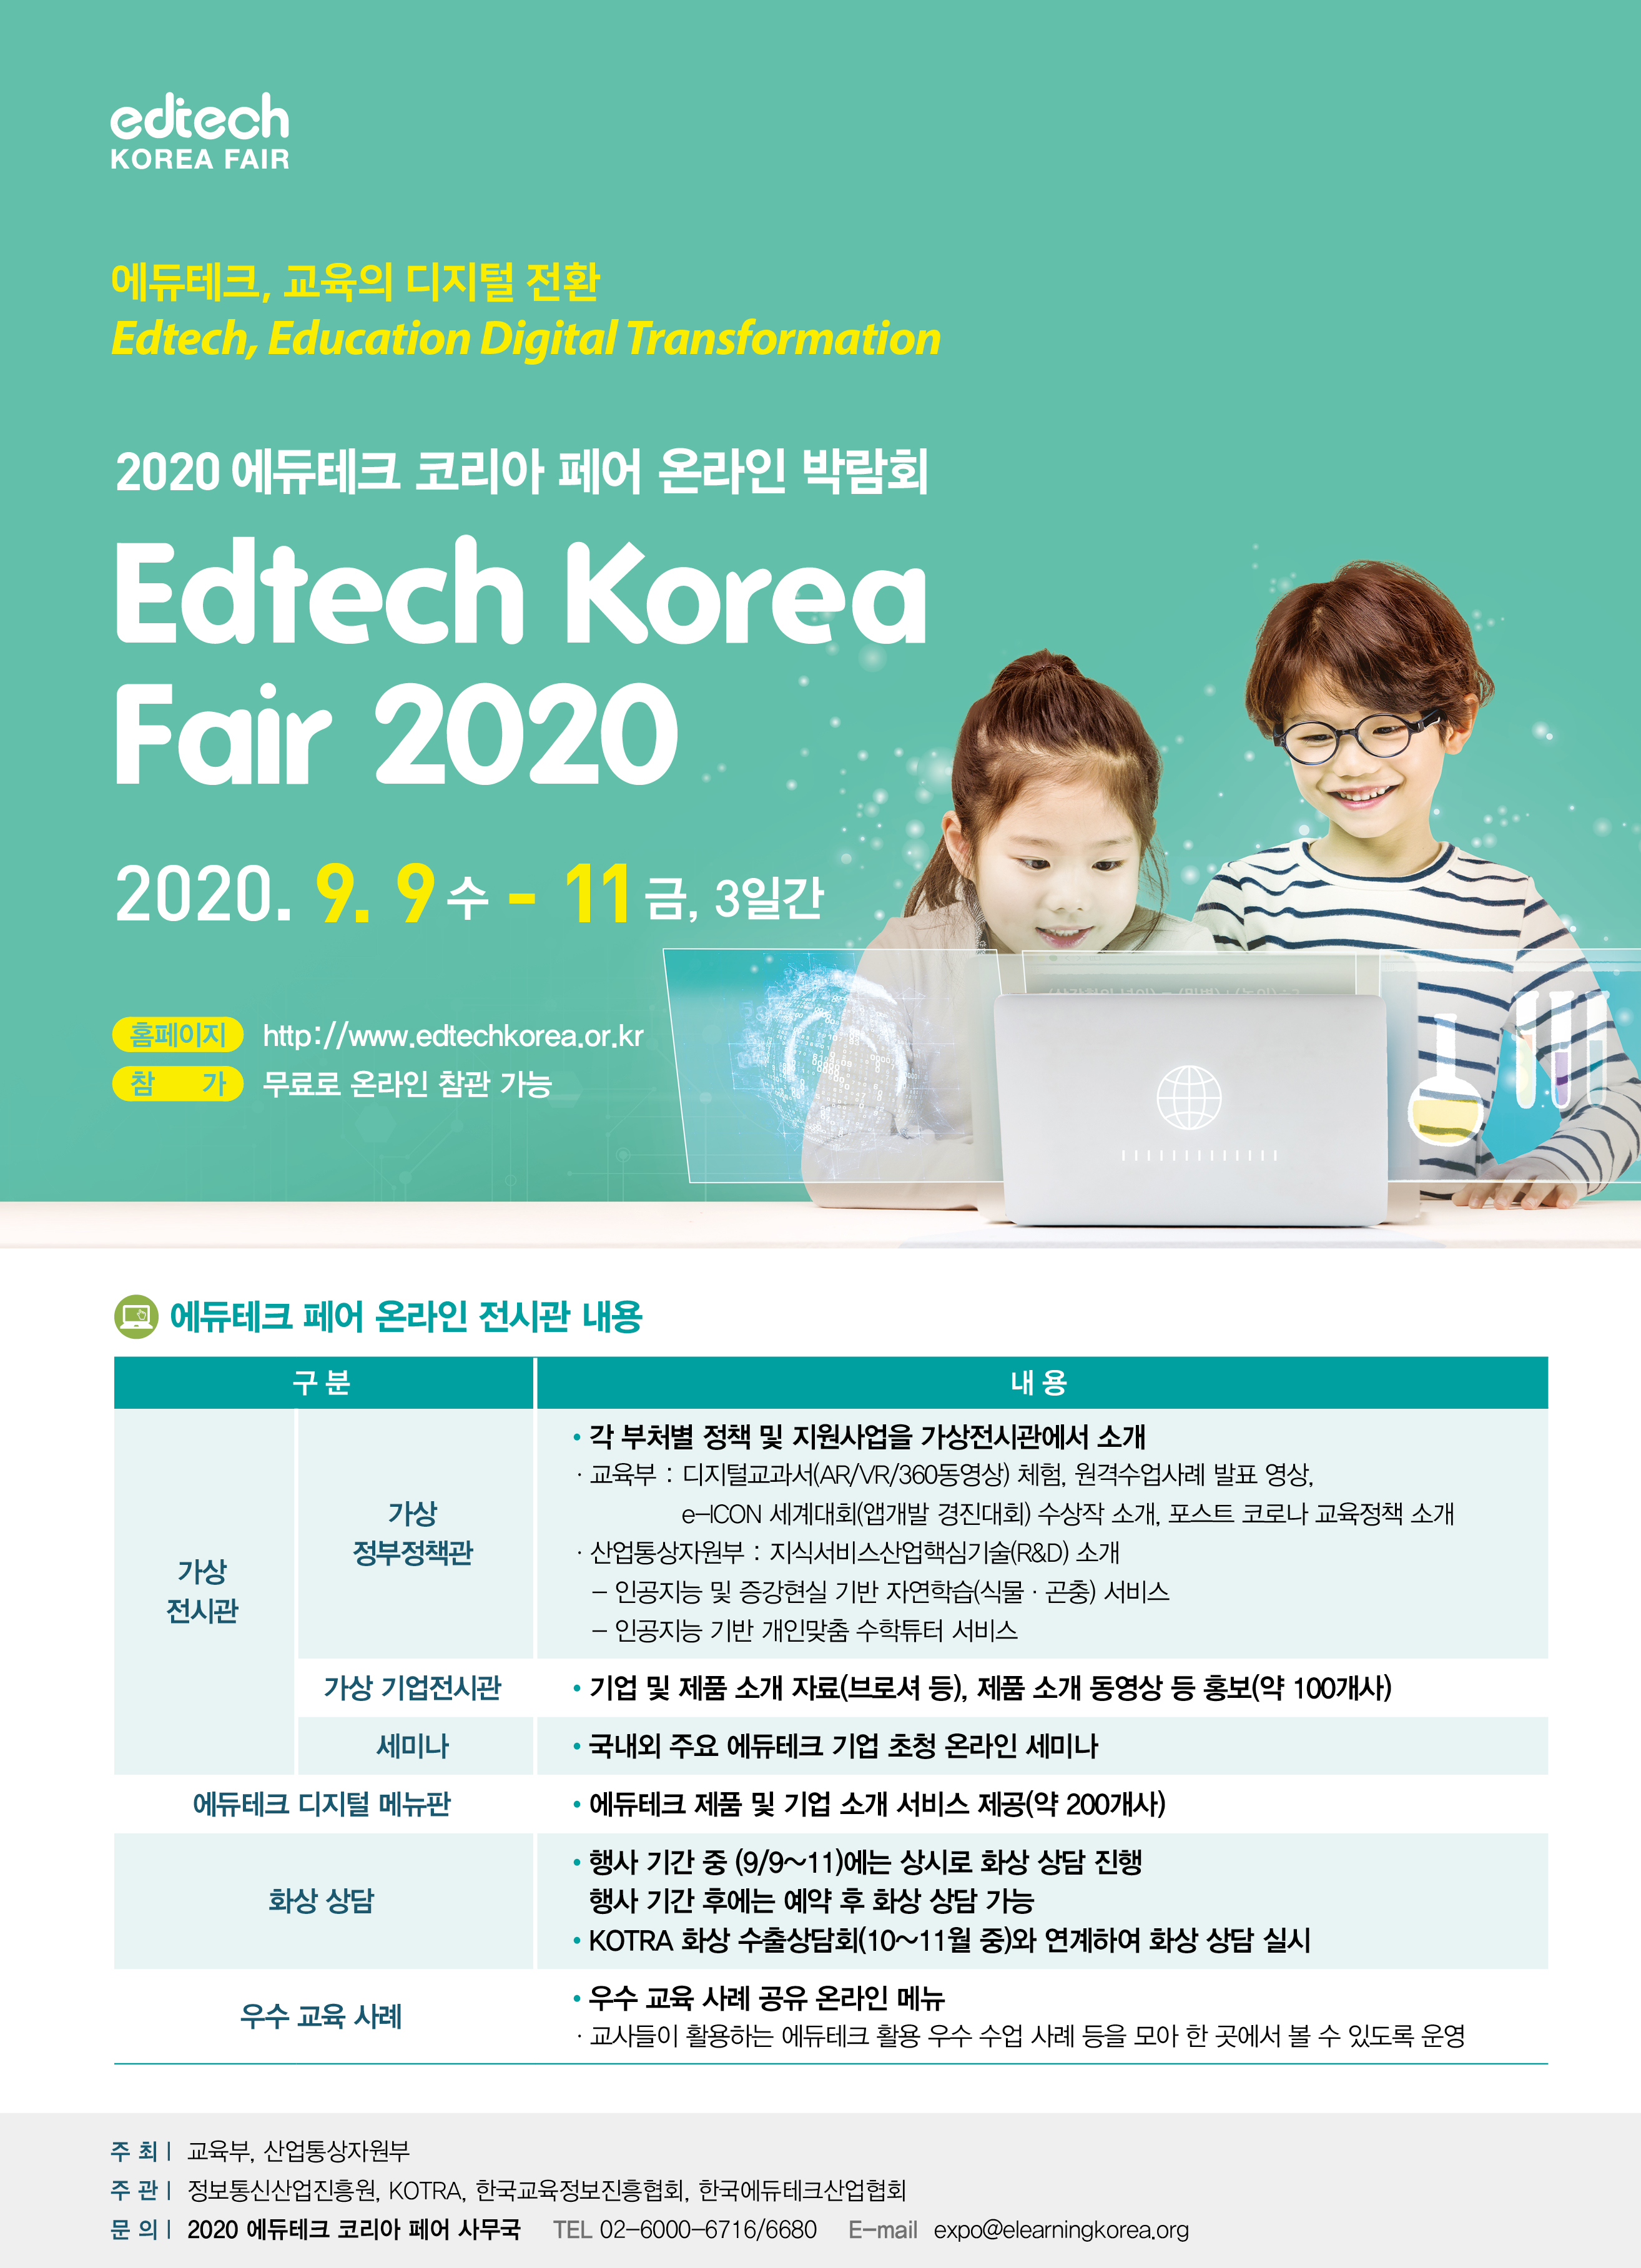 edtech
KOREA FAIR
에듀테크, 교육의 디지털 전환
Edtech, Education Digital Transformation
2020 에듀테크 코리아 페어 온라인 박람회
Edtech Korea
Fair 2020
2020. 9. 9 수 - 11 금, 3일간
홈페이지 http://www.edtechkorea.or.kr
참 가 무료로 온라인 참관 가능
에듀테크 페어 온라인 전시관 내용
구 분 내 용
가상
전시관
가상
정부정책관
• 각 부처별 정책 및 지원사업을 가상전시관에서 소개
· 교육부 : 디지털교과서(AR/VR/360동영상) 체험, 원격수업사례 발표 영상,
e-ICON 세계대회(앱개발 경진대회) 수상작 소개, 포스트 코로나 교육정책 소개
· 산업통상자원부 : 지식서비스산업핵심기술(R&D) 소개
- 인공지능 및 증강현실 기반 자연학습(식물 · 곤충) 서비스
- 인공지능 기반 개인맞춤 수학튜터 서비스
가상 기업전시관 • 기업 및 제품 소개 자료(브로셔 등), 제품 소개 동영상 등 홍보(약 100개사)
세미나 • 국내외 주요 에듀테크 기업 초청 온라인 세미나
에듀테크 디지털 메뉴판 • 에듀테크 제품 및 기업 소개 서비스 제공(약 200개사)
화상 상담
• 행사 기간 중 (9/9~11)에는 상시로 화상 상담 진행
행사 기간 후에는 예약 후 화상 상담 가능
• KOTRA 화상 수출상담회(10~11월 중)와 연계하여 화상 상담 실시
우수 교육 사례
• 우수 교육 사례 공유 온라인 메뉴
· 교사들이 활용하는 에듀테크 활용 우수 수업 사례 등을 모아 한 곳에서 볼 수 있도록 운영
주 최 | 교육부, 산업통상자원부
주 관 | 정보통신산업진흥원, KOTRA, 한국교육정보진흥협회, 한국에듀테크산업협회
문 의 | 2020 에듀테크 코리아 페어 사무국 TEL 02-6000-6716/6680 E-mail expo@elearningkorea.org